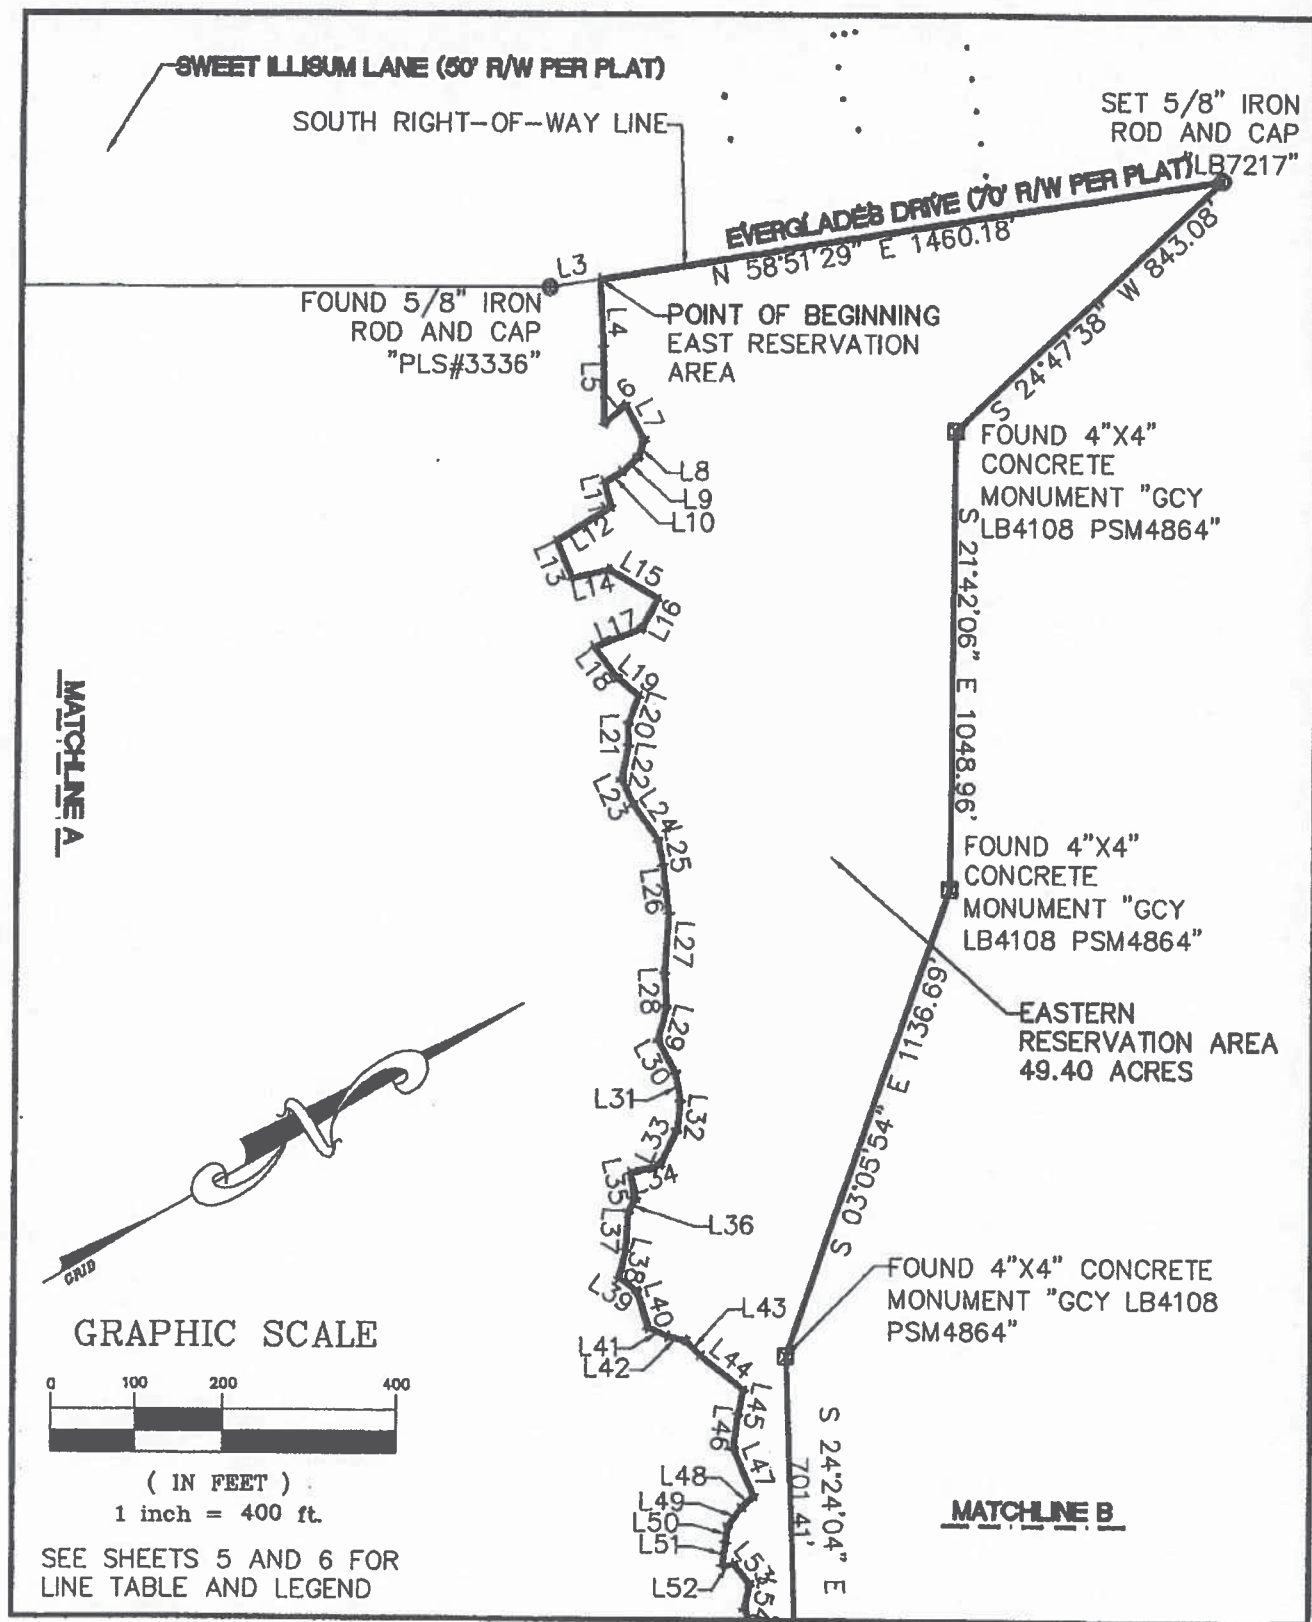 SWEET ILLISUM LANE (50' R/W PER PLAT)
SOUTH RIGHT-OF-WAY LINE
SET 5/8" IRON
ROD AND CAP
"LB7217"
EVERGLADES DRIVE (70' R/W PER PLAT)
N 58°51'29" E 1460.18'
S 24°47'38" W 843.08'
L3
FOUND 5/8" IRON
ROD AND CAP
"PLS#3336"
POINT OF BEGINNING
EAST RESERVATION
AREA
L4
L5
6
L7
L8
L9
L10
L11
L12
L13
L14
L15
L16
L17
L18
L19
L20
L21
L22
L23
L24
L25
L26
L27
L28
L29
L30
L31
L32
L33
L34
L35
L36
L37
L38
L39
L40
L41
L42
L43
L44
L45
L46
L47
L48
L49
L50
L51
L52
L53
L54
FOUND 4"X4"
CONCRETE
MONUMENT "GCY
LB4108 PSM4864"
S 21°42'06" E 1048.96'
FOUND 4"X4"
CONCRETE
MONUMENT "GCY
LB4108 PSM4864"
S 03°05'54" E 1136.69'
EASTERN
RESERVATION AREA
49.40 ACRES
FOUND 4"X4" CONCRETE
MONUMENT "GCY LB4108
PSM4864"
S 24°24'04" E
701.41'
MATCHLINE A
MATCHLINE B
GRID
GRAPHIC SCALE
0 100 200 400
( IN FEET )
1 inch = 400 ft.
SEE SHEETS 5 AND 6 FOR
LINE TABLE AND LEGEND